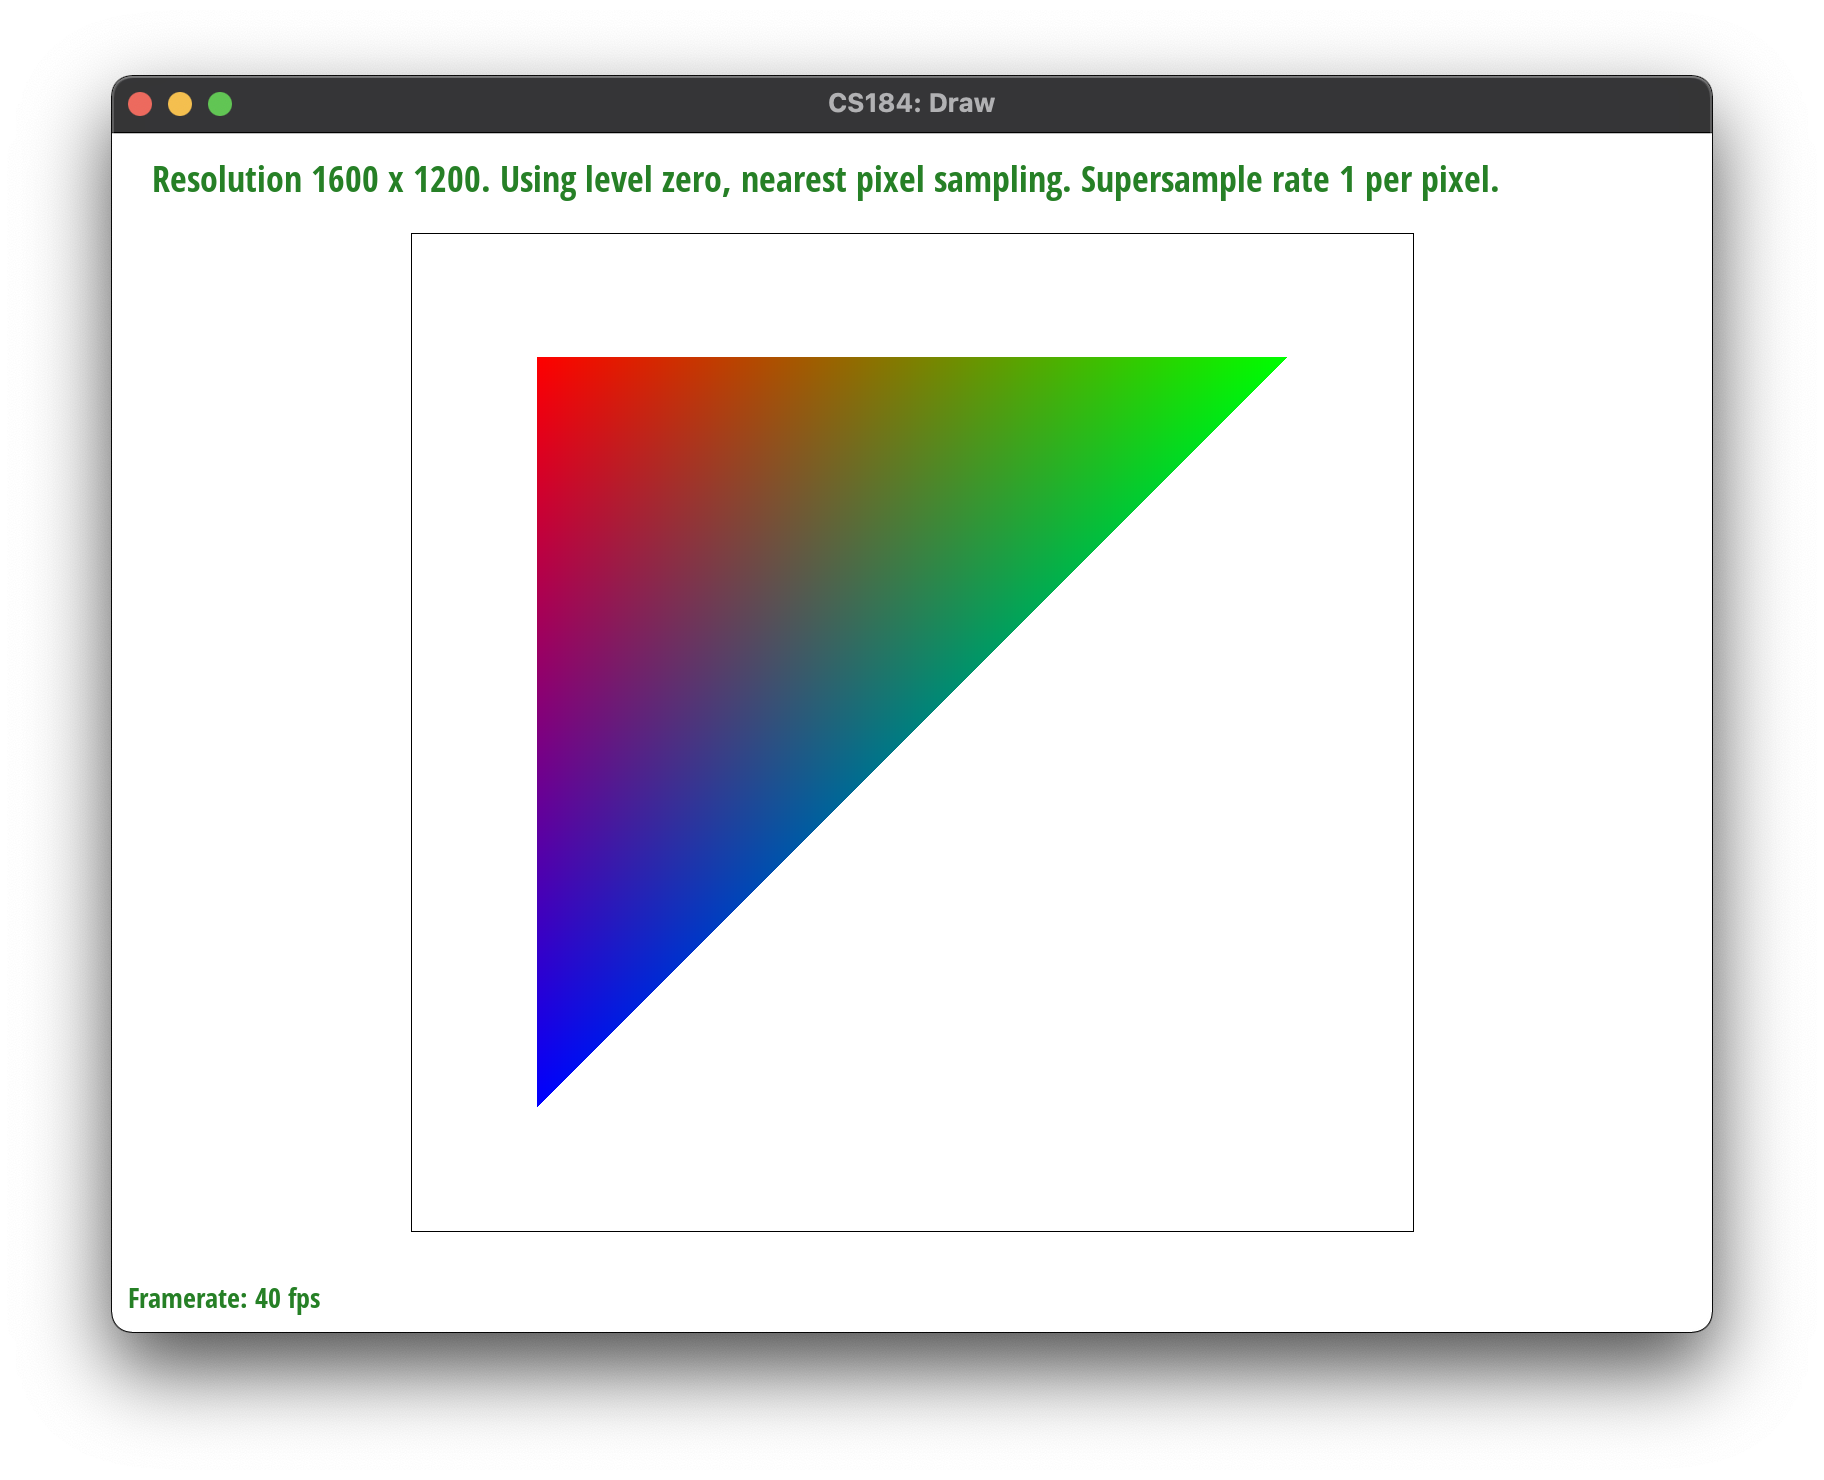 CS184: Draw
Resolution 1600 x 1200. Using level zero, nearest pixel sampling. Supersample rate 1 per pixel.
Framerate: 40 fps